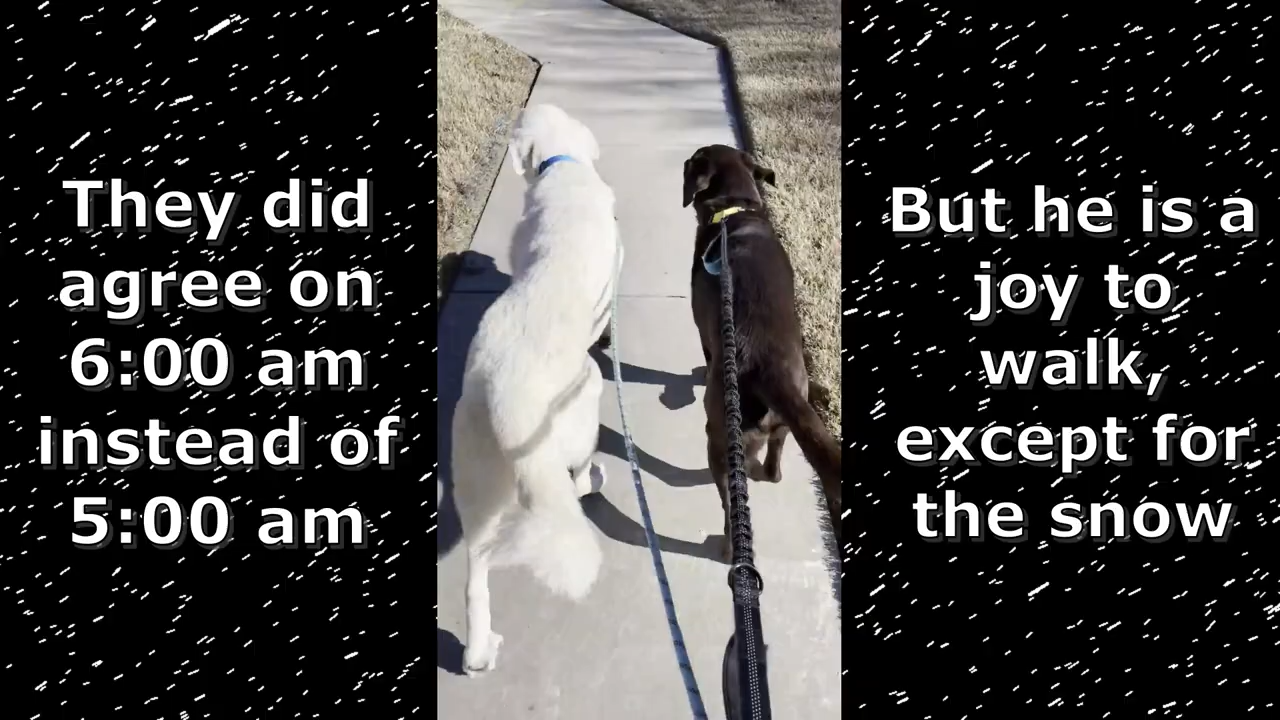 They did
agree on
6:00 am
instead of
5:00 am
But he is a
joy to
walk,
except for
the snow